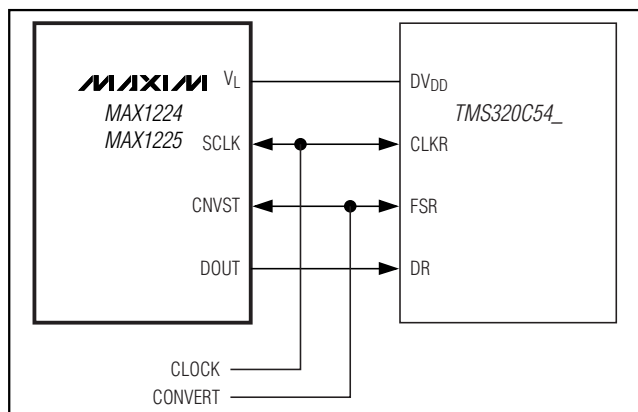 MAXIM
MAX1224
MAX1225
VL
SCLK
CNVST
DOUT
DVDD
TMS320C54_
CLKR
FSR
DR
CLOCK
CONVERT